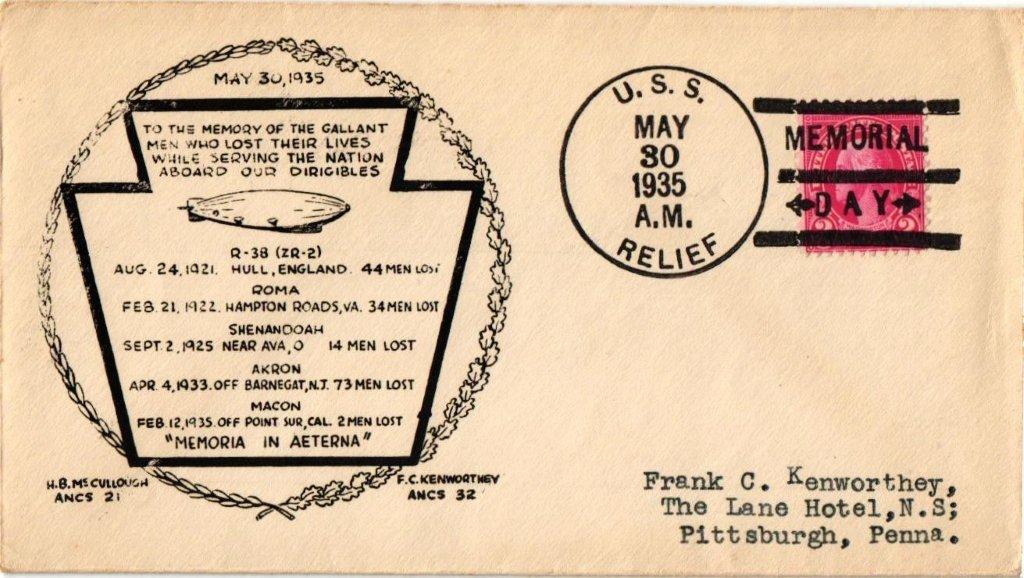 MAY 30, 1935
TO THE MEMORY OF THE GALLANT
MEN WHO LOST THEIR LIVES
WHILE SERVING THE NATION
ABOARD OUR DIRIGIBLES
R-38 (ZR-2)
AUG. 24, 1921. HULL, ENGLAND. 44 MEN LOST
ROMA
FEB. 21, 1922. HAMPTON ROADS, VA. 34 MEN LOST
SHENANDOAH
SEPT. 2, 1925 NEAR AVA, O 14 MEN LOST
AKRON
APR. 4, 1933. OFF BARNEGAT, N.J. 73 MEN LOST
MACON
FEB. 12, 1935. OFF POINT SUR, CAL. 2 MEN LOST
"MEMORIA IN AETERNA"
H.B. McCULLOUGH
ANCS 21
F.C. KENWORTHEY
ANCS 32
U. S. S.
MAY
30
1935
A.M.
RELIEF
MEMORIAL
DAY
2 2
Frank C. Kenworthey,
The Lane Hotel, N.S;
Pittsburgh, Penna.